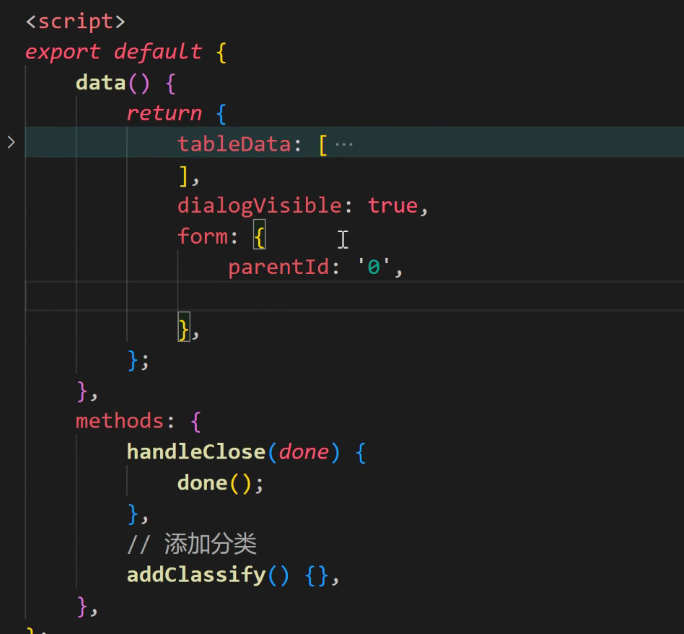 <script>
export default {
data() {
return {
tableData: [ ···
],
dialogVisible: true,
form: {
parentId: '0',
},
};
},
methods: {
handleClose(done) {
done();
},
// 添加分类
addClassify() {},
},
};